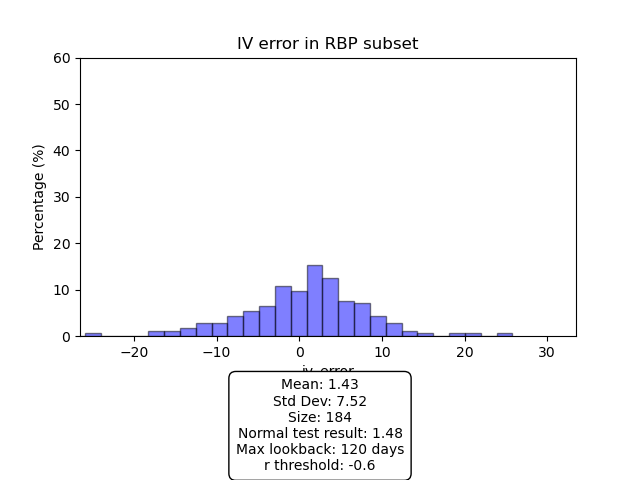 IV error in RBP subset
Percentage (%)
60
50
40
30
20
10
0
−20
−10
0
10
20
30
iv_error
Mean: 1.43
Std Dev: 7.52
Size: 184
Normal test result: 1.48
Max lookback: 120 days
r threshold: -0.6